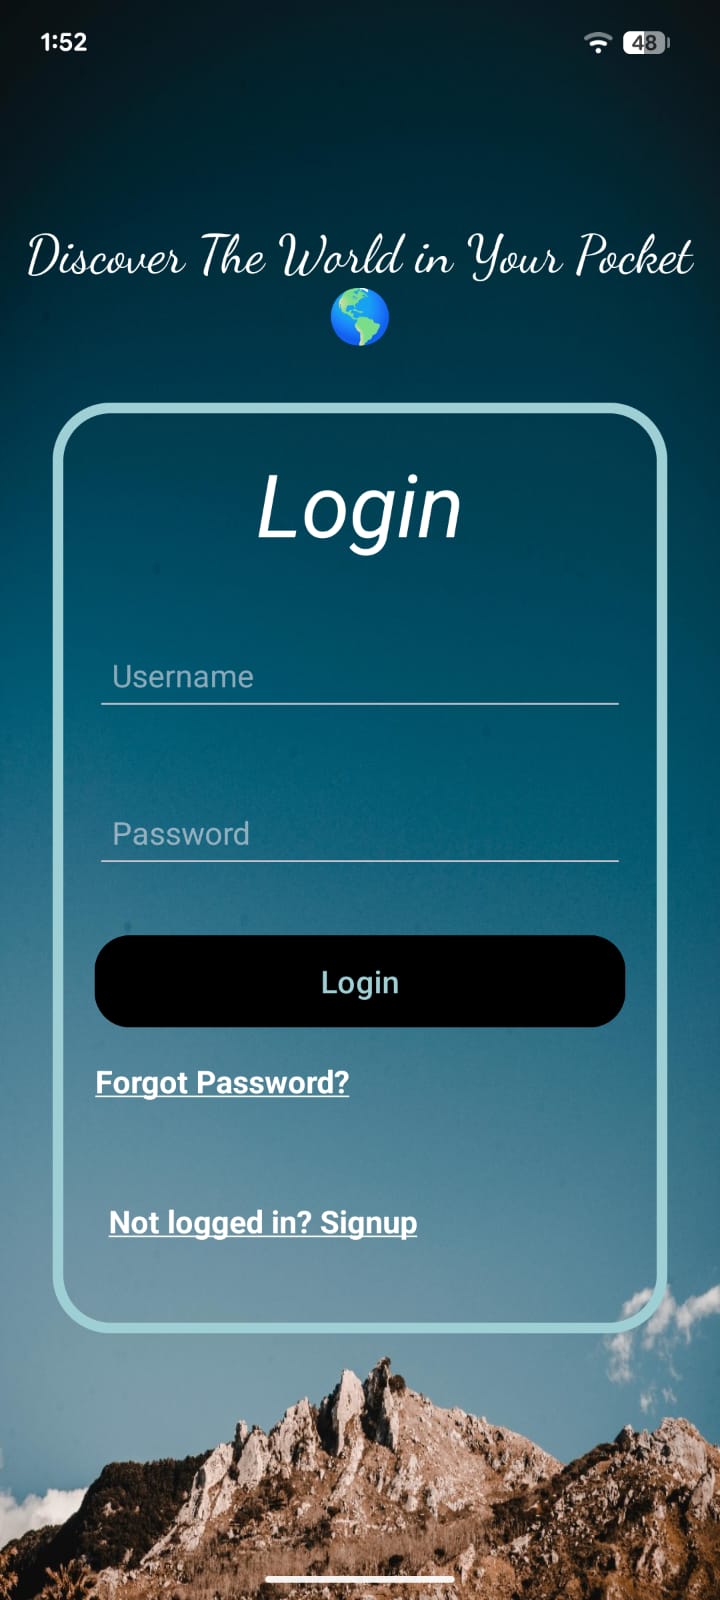 1:52
48
Discover The World in Your Pocket
🌎
Login
Username
Password
Login
Forgot Password?
Not logged in? Signup